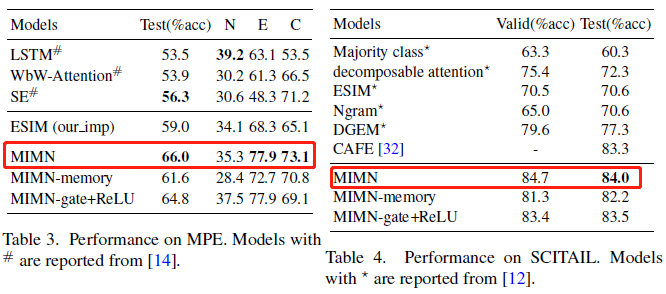 Models Test(%acc) N E C
LSTM# 53.5 39.2 63.1 53.5
WbW-Attention# 53.9 30.2 61.3 66.5
SE# 56.3 30.6 48.3 71.2
ESIM (our_imp) 59.0 34.1 68.3 65.1
MIMN 66.0 35.3 77.9 73.1
MIMN-memory 61.6 28.4 72.7 70.8
MIMN-gate+ReLU 64.8 37.5 77.9 69.1
Table 3. Performance on MPE. Models with
# are reported from [14].
Models Valid(%acc) Test(%acc)
Majority class* 63.3 60.3
decomposable attention* 75.4 72.3
ESIM* 70.5 70.6
Ngram* 65.0 70.6
DGEM* 79.6 77.3
CAFE [32] - 83.3
MIMN 84.7 84.0
MIMN-memory 81.3 82.2
MIMN-gate+ReLU 83.4 83.5
Table 4. Performance on SCITAIL. Models
with * are reported from [12].